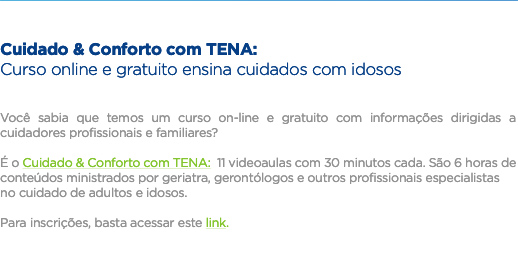 Cuidado & Conforto com TENA:
Curso online e gratuito ensina cuidados com idosos
Você sabia que temos um curso on-line e gratuito com informações dirigidas a
cuidadores profissionais e familiares?
É o Cuidado & Conforto com TENA: 11 videoaulas com 30 minutos cada. São 6 horas de
conteúdos ministrados por geriatra, gerontólogos e outros profissionais especialistas
no cuidado de adultos e idosos.
Para inscrições, basta acessar este link.